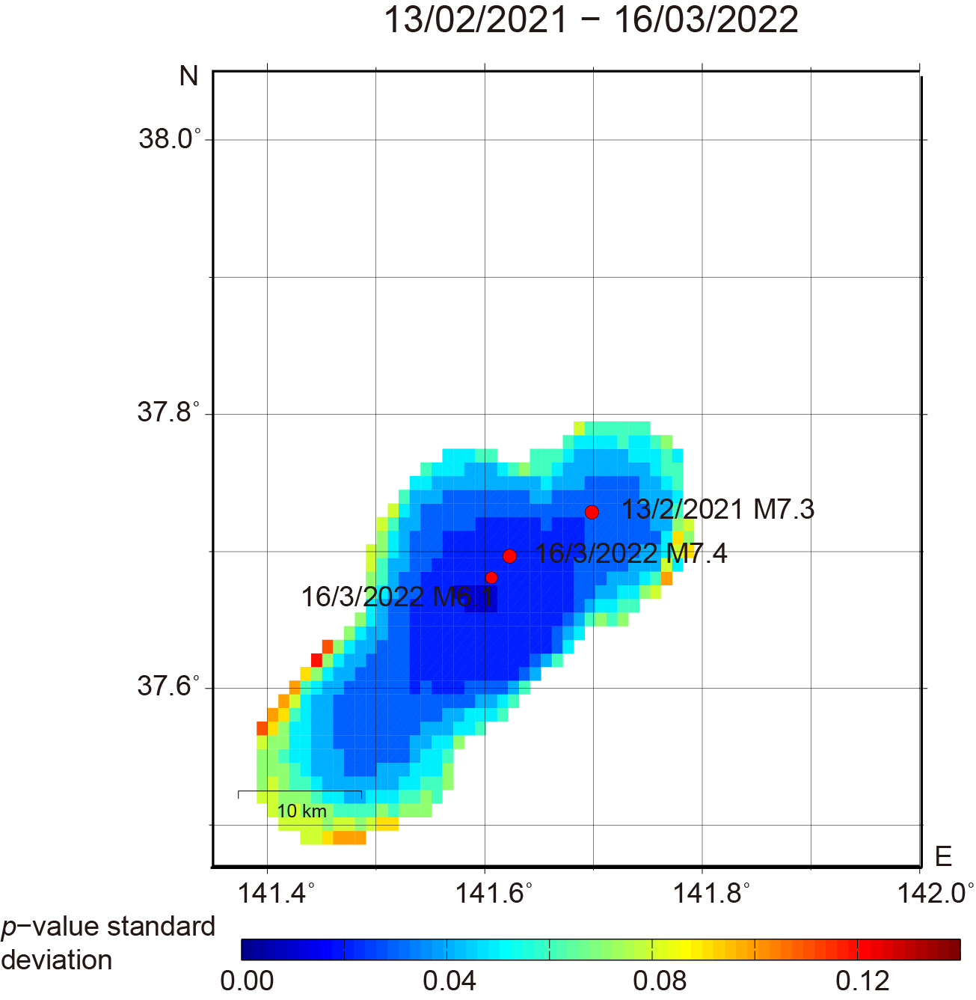 13/02/2021 − 16/03/2022
N
38.0°
37.8°
13/2/2021 M7.3
16/3/2022 M7.4
16/3/2022 M6.1
37.6°
10 km
E
141.4° 141.6° 141.8° 142.0°
p−value standard
deviation
0.00 0.04 0.08 0.12